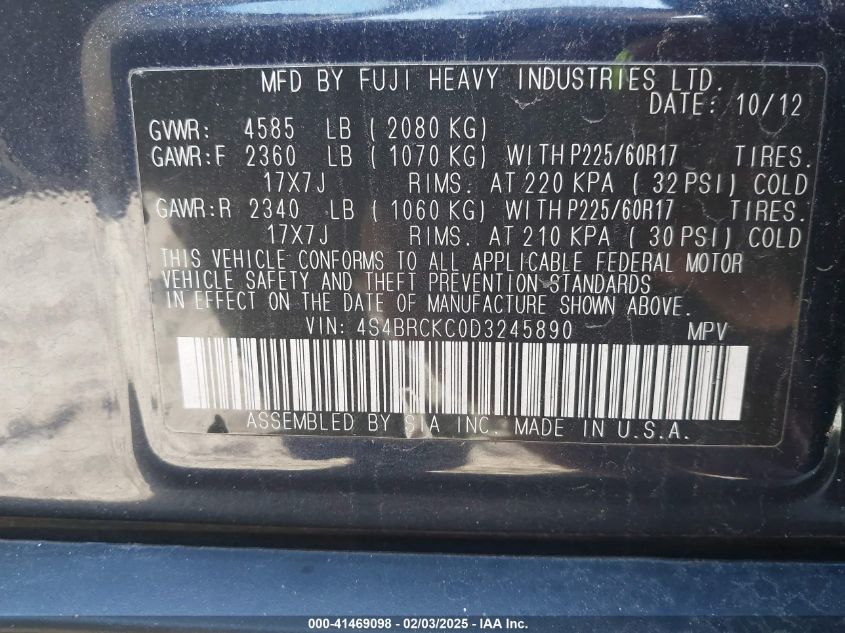 MFD BY FUJI HEAVY INDUSTRIES LTD.
DATE: 10/12
GVWR: 4585 LB ( 2080 KG)
GAWR:F 2360 LB ( 1070 KG) WITH P225/60R17 TIRES.
17X7J RIMS. AT 220 KPA ( 32 PSI) COLD
GAWR:R 2340 LB ( 1060 KG) WITH P225/60R17 TIRES.
17X7J RIMS. AT 210 KPA ( 30 PSI) COLD
THIS VEHICLE CONFORMS TO ALL APPLICABLE FEDERAL MOTOR
VEHICLE SAFETY AND THEFT PREVENTION STANDARDS
IN EFFECT ON THE DATE OF MANUFACTURE SHOWN ABOVE.
VIN: 4S4BRCKC0D3245890 MPV
ASSEMBLED BY SIA INC. MADE IN U.S.A.
000-41469098 - 02/03/2025 - IAA Inc.